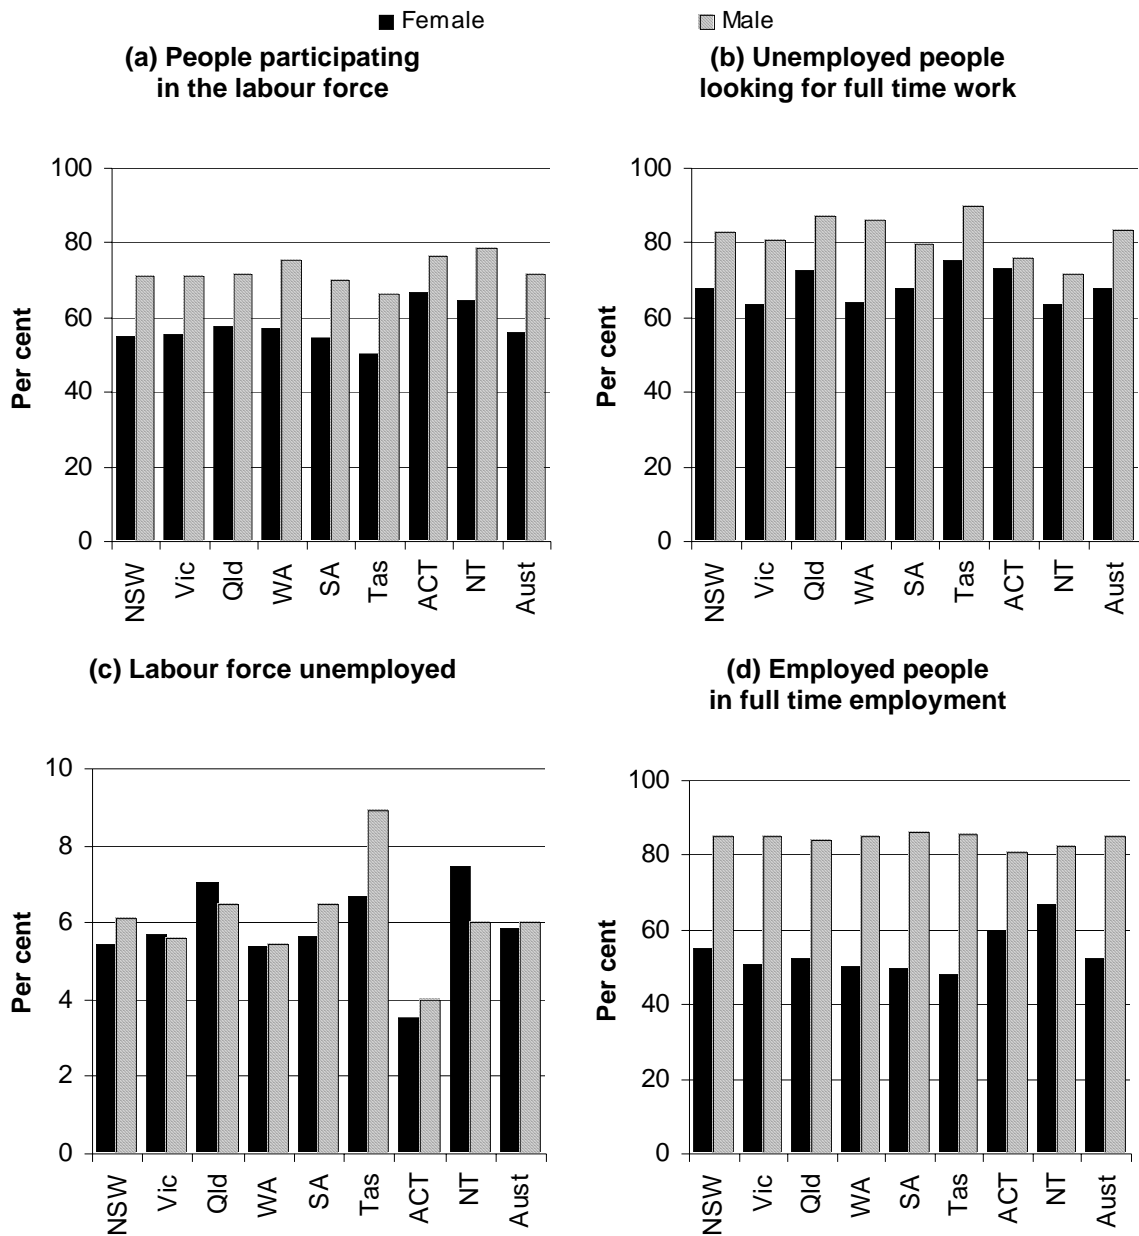 Female Male
(a) People participating
in the labour force
(b) Unemployed people
looking for full time work
Per cent
100
80
60
40
20
0
NSW Vic Qld WA SA Tas ACT NT Aust
Per cent
100
80
60
40
20
0
NSW Vic Qld WA SA Tas ACT NT Aust
(c) Labour force unemployed
(d) Employed people
in full time employment
Per cent
10
8
6
4
2
0
NSW Vic Qld WA SA Tas ACT NT Aust
Per cent
100
80
60
40
20
0
NSW Vic Qld WA SA Tas ACT NT Aust